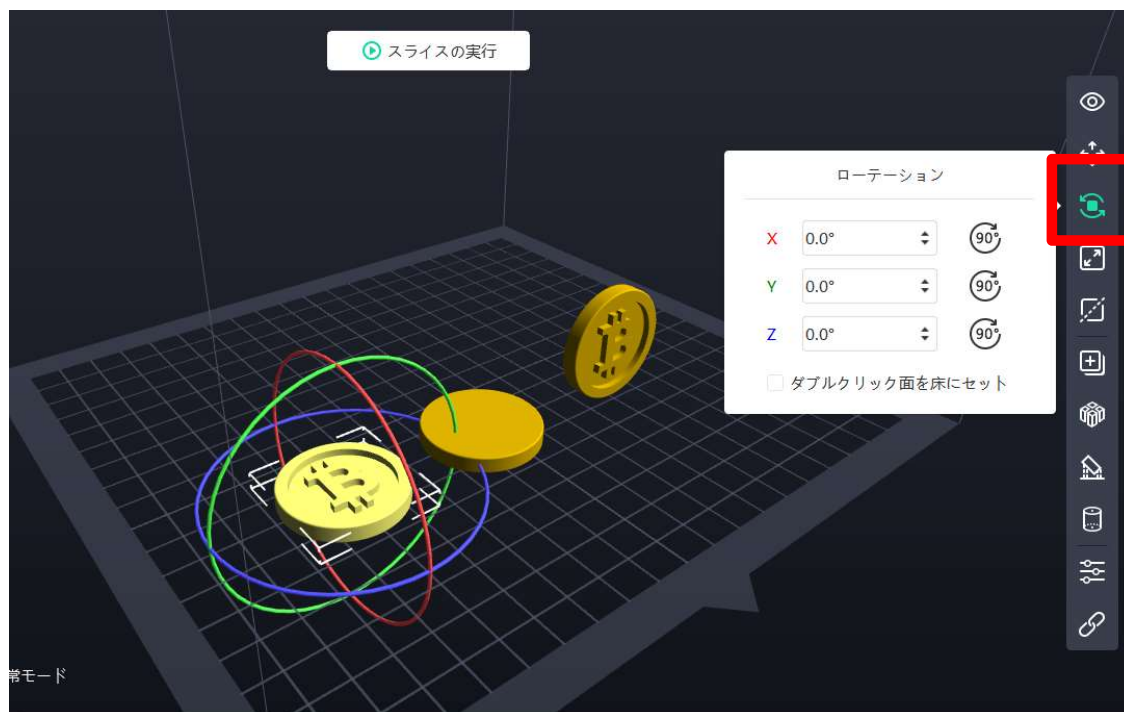 スライスの実行
ローテーション
X 0.0° 90°
Y 0.0° 90°
Z 0.0° 90°
ダブルクリック面を床にセット
常モード